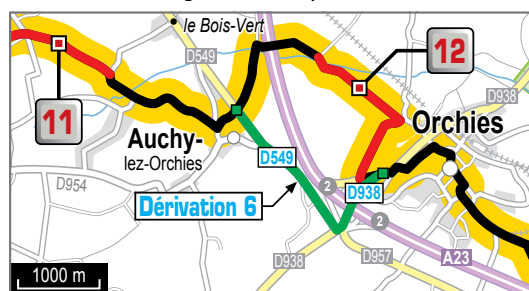 le Bois-Vert
D549
12
11
D938
Auchy-
lez-Orchies
Orchies
D549
D954
2
D938
Dérivation 6
2
D938
D957
A23
1000 m